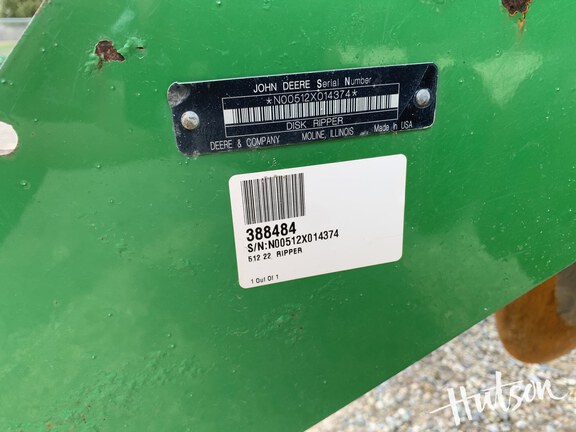 JOHN DEERE Serial Number
*N00512X014374*
DISK RIPPER
DEERE & COMPANY MOLINE, ILLINOIS Made In USA
388484
S/N:N00512X014374
512 22 RIPPER
1 Out Of 1
Hutson